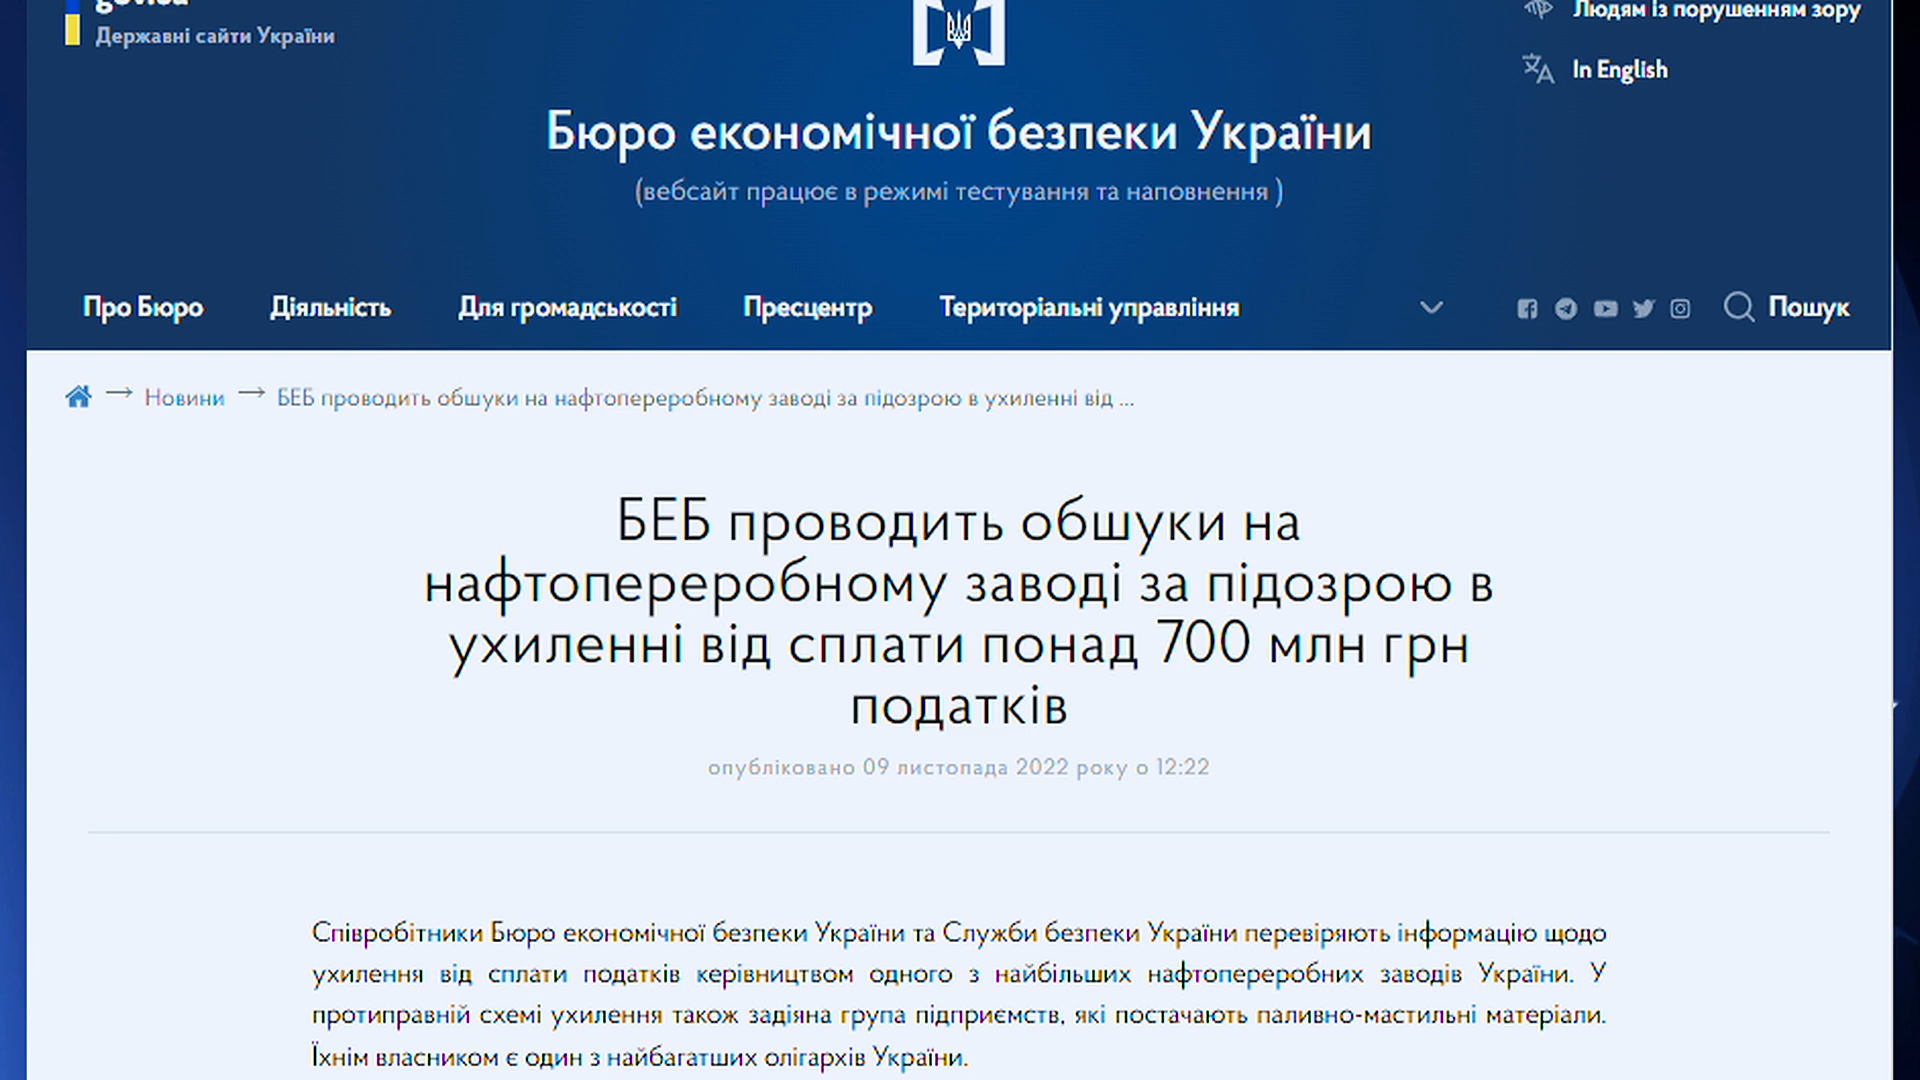 Державні сайти України
Людям із порушенням зору
In English
Бюро економічної безпеки України
(вебсайт працює в режимі тестування та наповнення )
Про Бюро Діяльність Для громадськості Пресцентр Територіальні управління Пошук
Новини → БЕБ проводить обшуки на нафтопереробному заводі за підозрою в ухиленні від ...
БЕБ проводить обшуки на
нафтопереробному заводі за підозрою в
ухиленні від сплати понад 700 млн грн
податків
опубліковано 09 листопада 2022 року о 12:22
Співробітники Бюро економічної безпеки України та Служби безпеки України перевіряють інформацію щодо
ухилення від сплати податків керівництвом одного з найбільших нафтопереробних заводів України. У
протиправній схемі ухилення також задіяна група підприємств, які постачають паливно-мастильні матеріали.
Їхнім власником є один з найбагатших олігархів України.